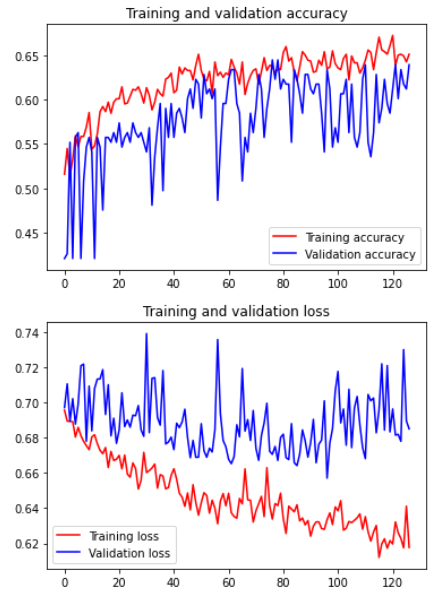 Training and validation accuracy
0.65
0.60
0.55
0.50
0.45
Training accuracy
Validation accuracy
0 20 40 60 80 100 120
Training and validation loss
0.74
0.72
0.70
0.68
0.66
0.64
0.62
Training loss
Validation loss
0 20 40 60 80 100 120